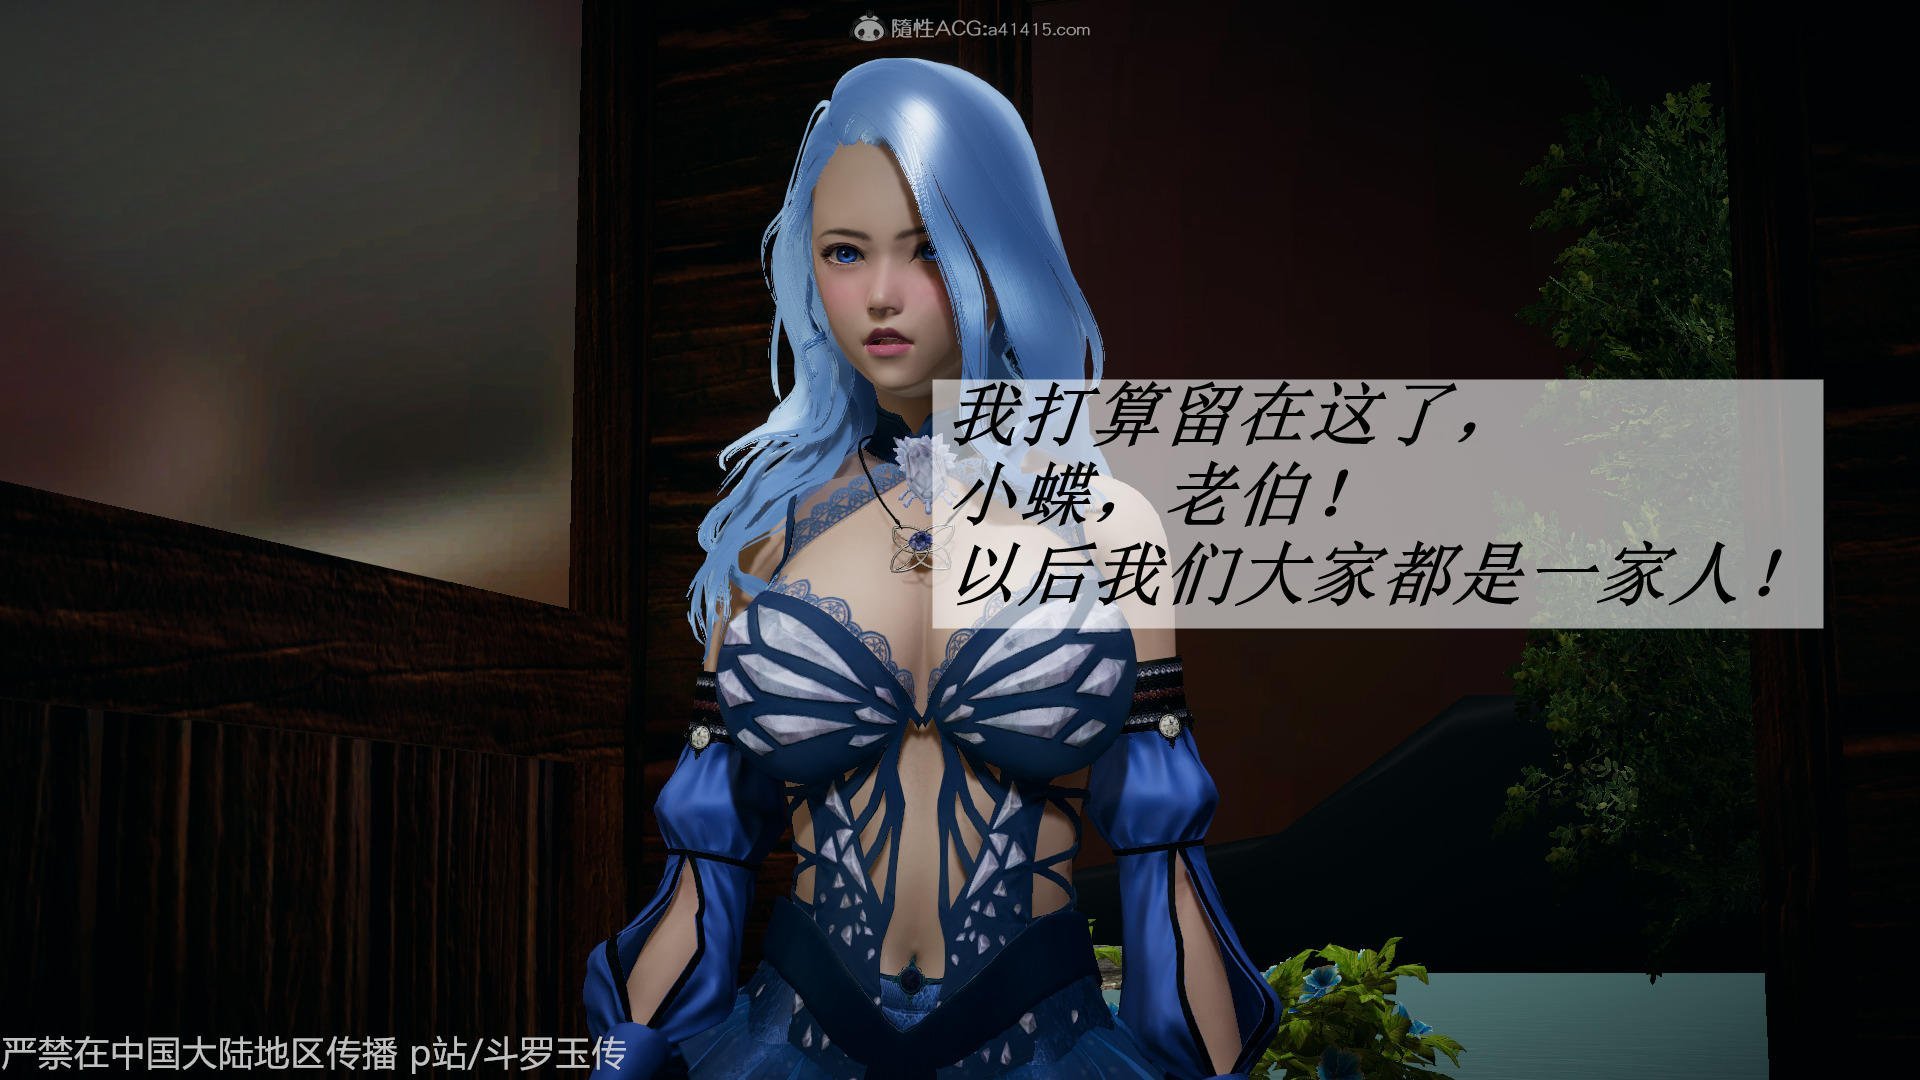 隨性ACG:a41415.com
我打算留在这了，
小蝶，老伯！
以后我们大家都是一家人！
严禁在中国大陆地区传播 p站/斗罗玉传